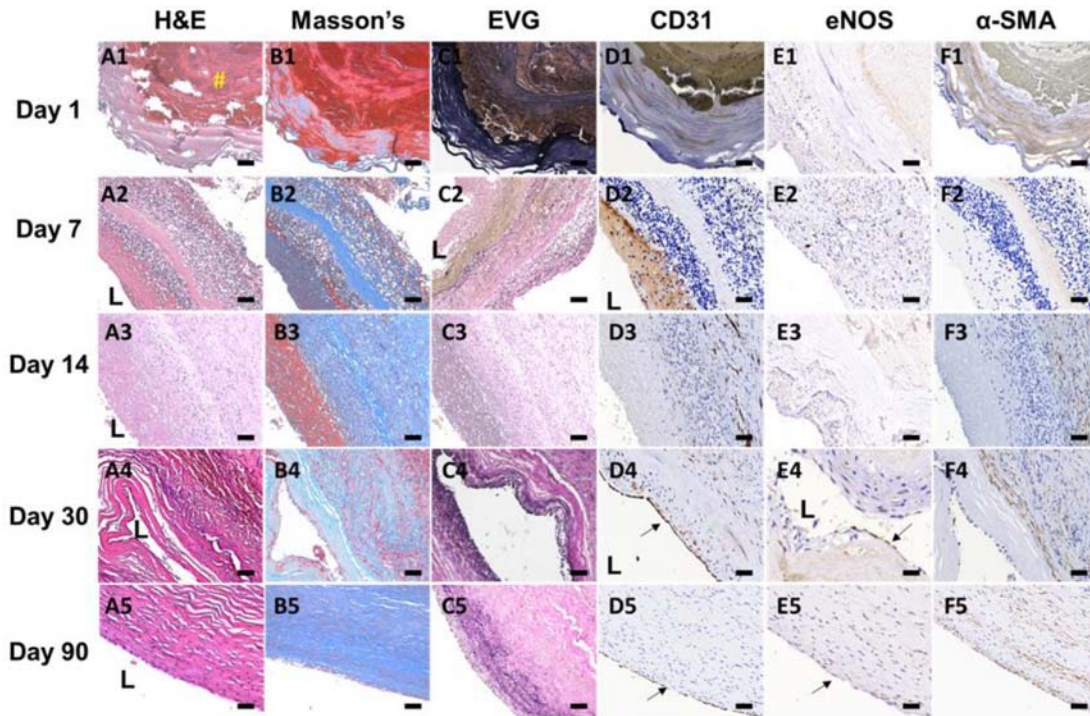 H&E Masson's EVG CD31 eNOS α-SMA
Day 1 A1 # B1 C1 D1 E1 F1
Day 7 A2 L B2 C2 L D2 L E2 F2
Day 14 A3 L B3 C3 D3 E3 F3
Day 30 A4 L B4 C4 D4 L E4 L F4
Day 90 A5 L B5 C5 D5 E5 F5